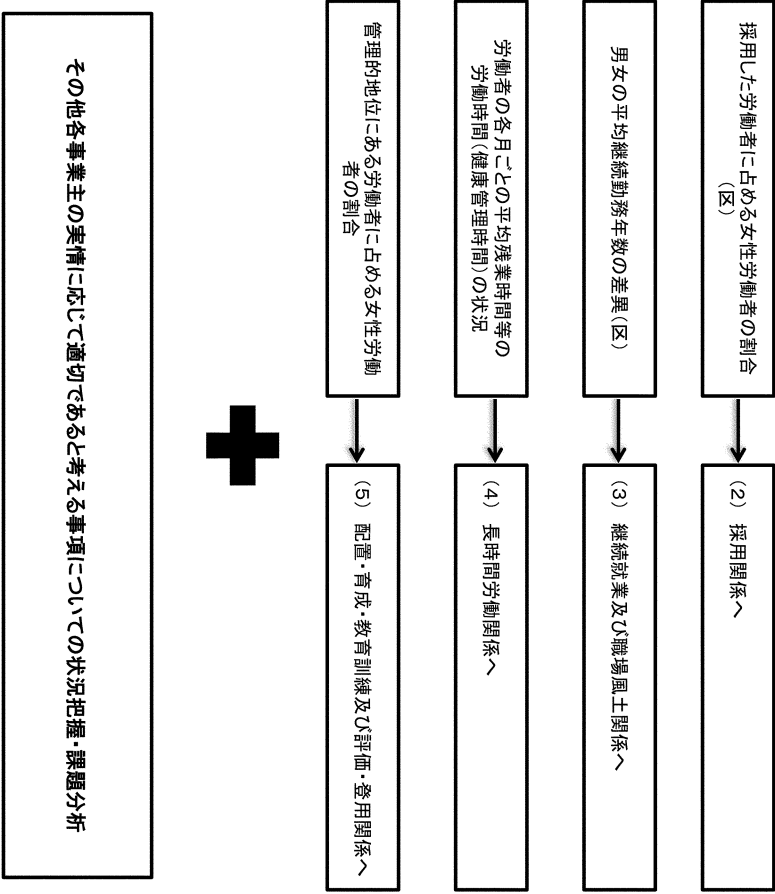 採用した労働者に占める女性労働者の割合
(区)
(2) 採用関係へ
男女の平均継続勤務年数の差異(区)
(3) 継続就業及び職場風土関係へ
労働者の各月ごとの平均残業時間等の
労働時間(健康管理時間)の状況
(4) 長時間労働関係へ
管理的地位にある労働者に占める女性労働
者の割合
(5) 配置・育成・教育訓練及び評価・登用関係へ
その他各事業主の実情に応じて適切であると考える事項についての状況把握・課題分析